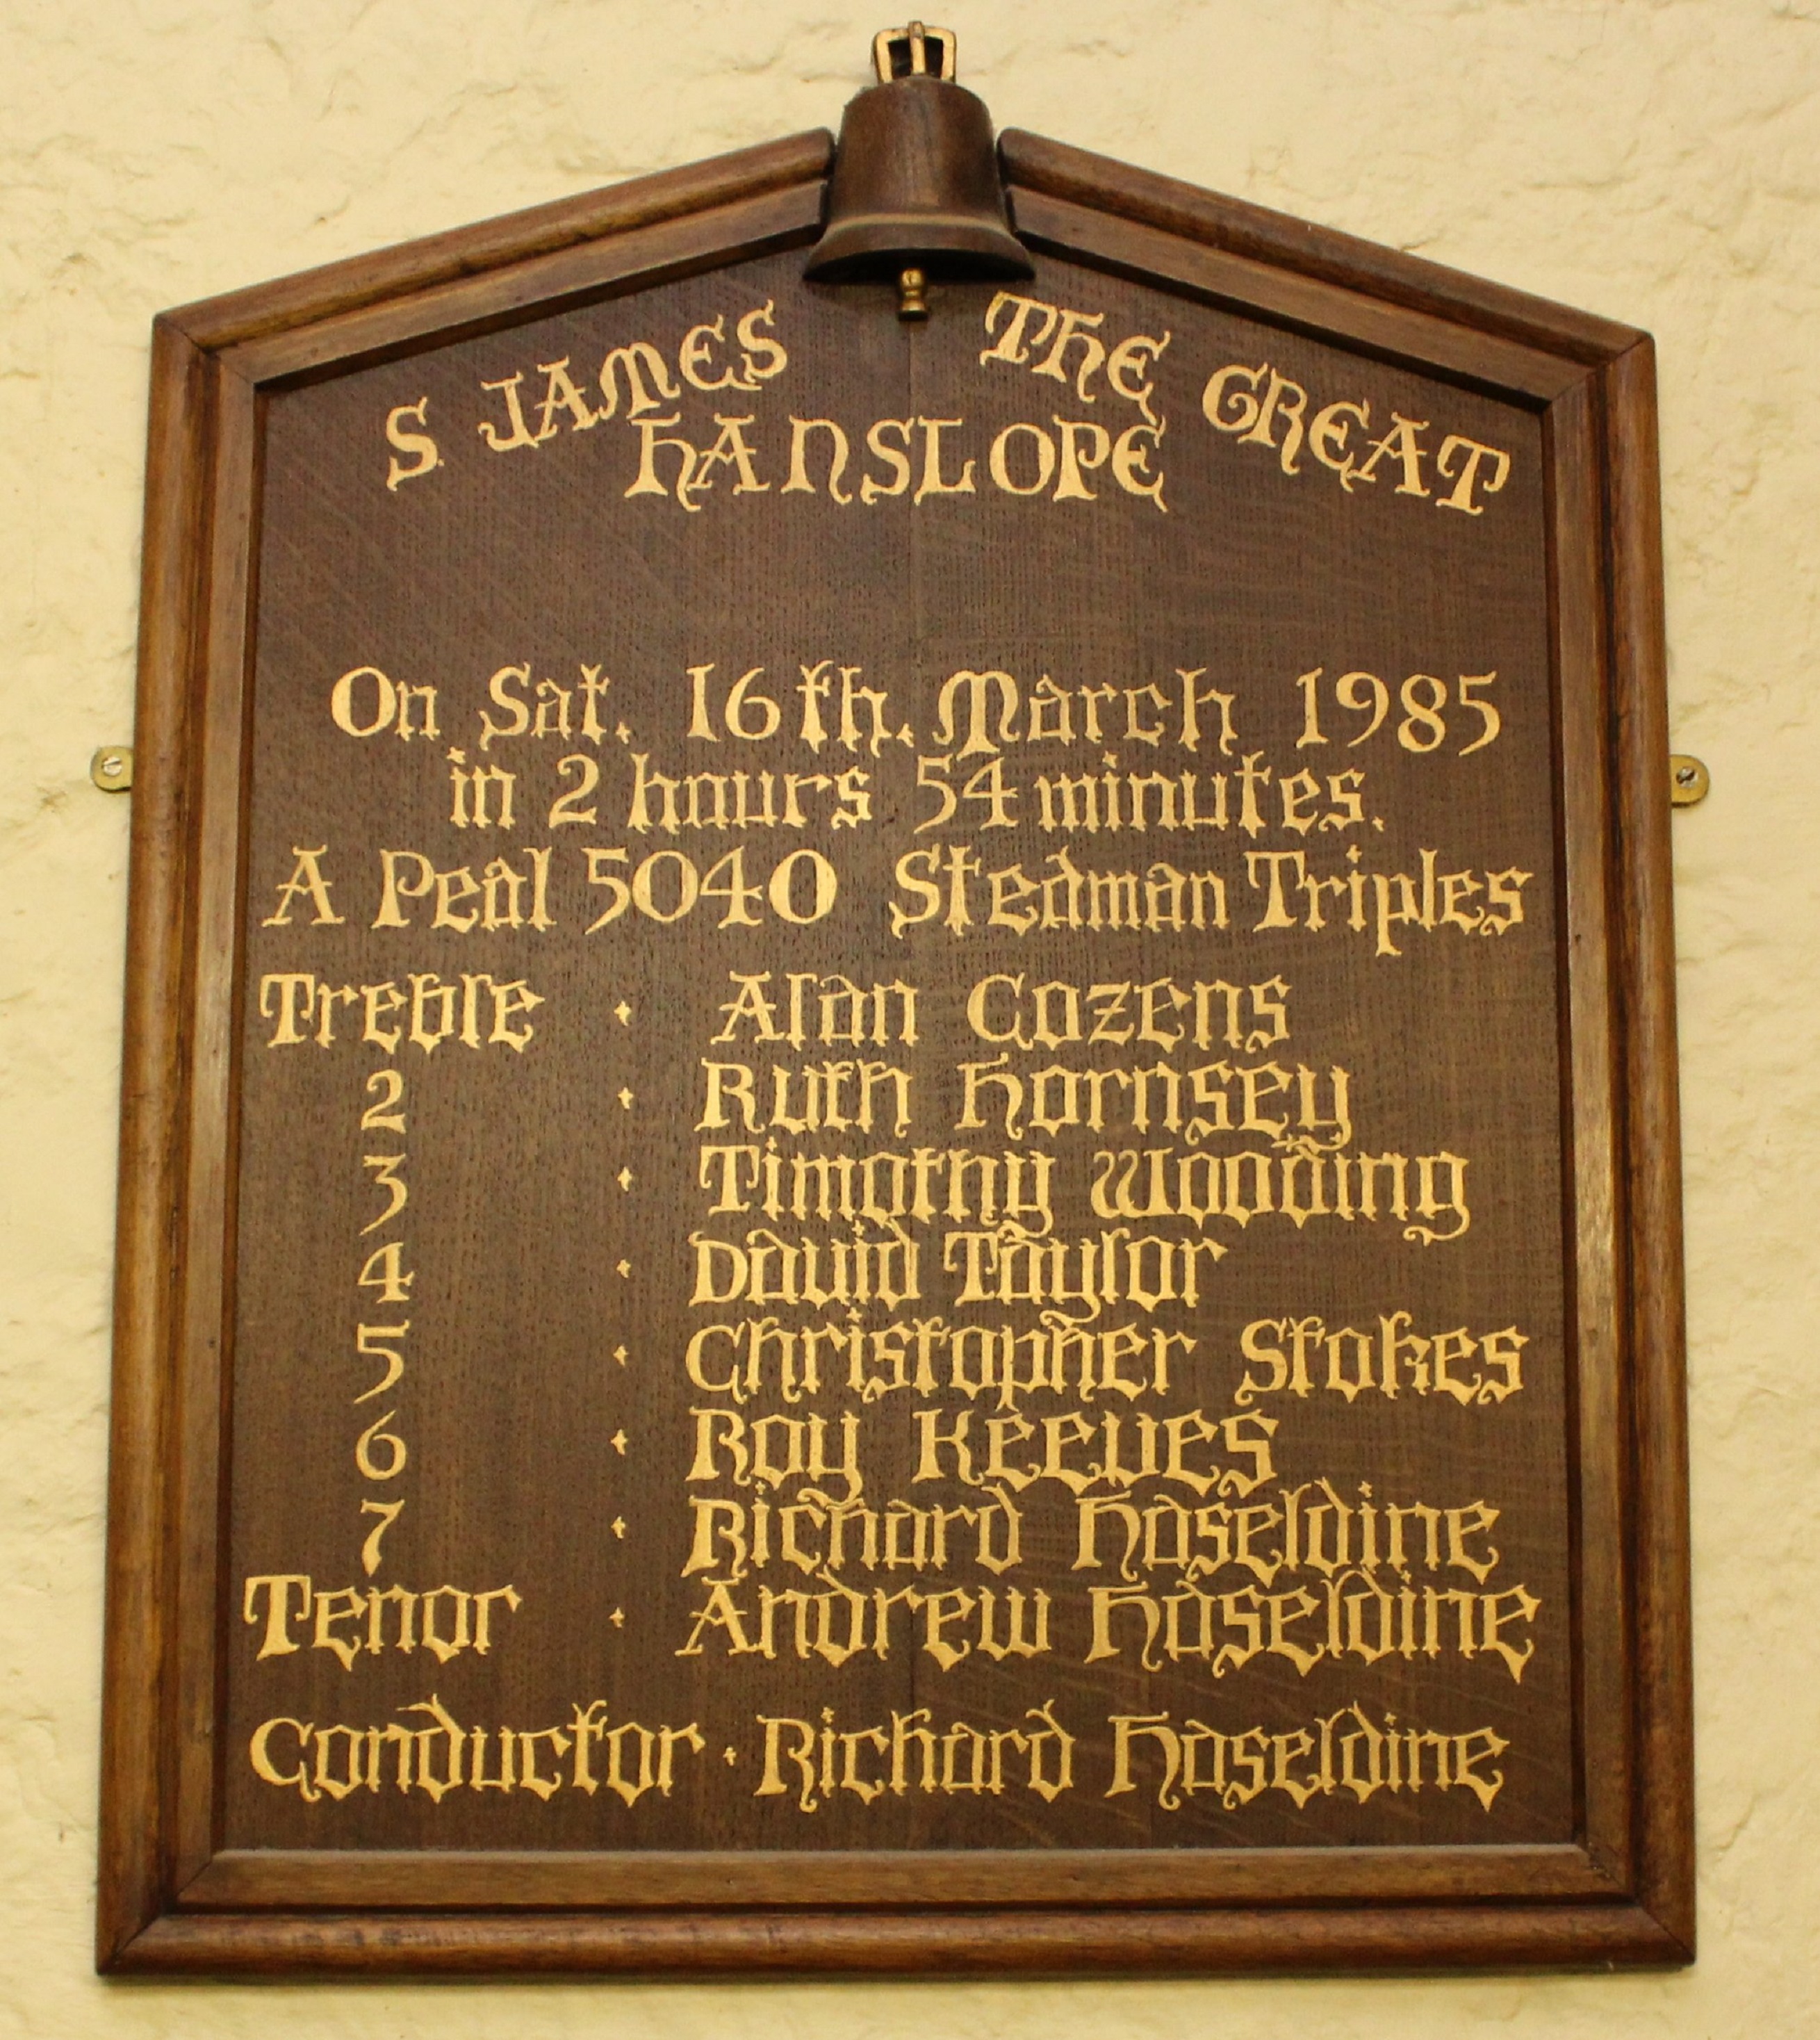 S. JAMES THE GREAT
HANSLOPE
On Sat. 16th. March 1985
in 2 hours 54 minutes.
A Peal 5040 Stedman Triples
Treble · Alan Cozens
2 · Ruth Hornsey
3 · Timothy Wooding
4 · David Taylor
5 · Christopher Stokes
6 · Roy Keeves
7 · Richard Haseldine
Tenor · Andrew Haseldine
Conductor · Richard Haseldine